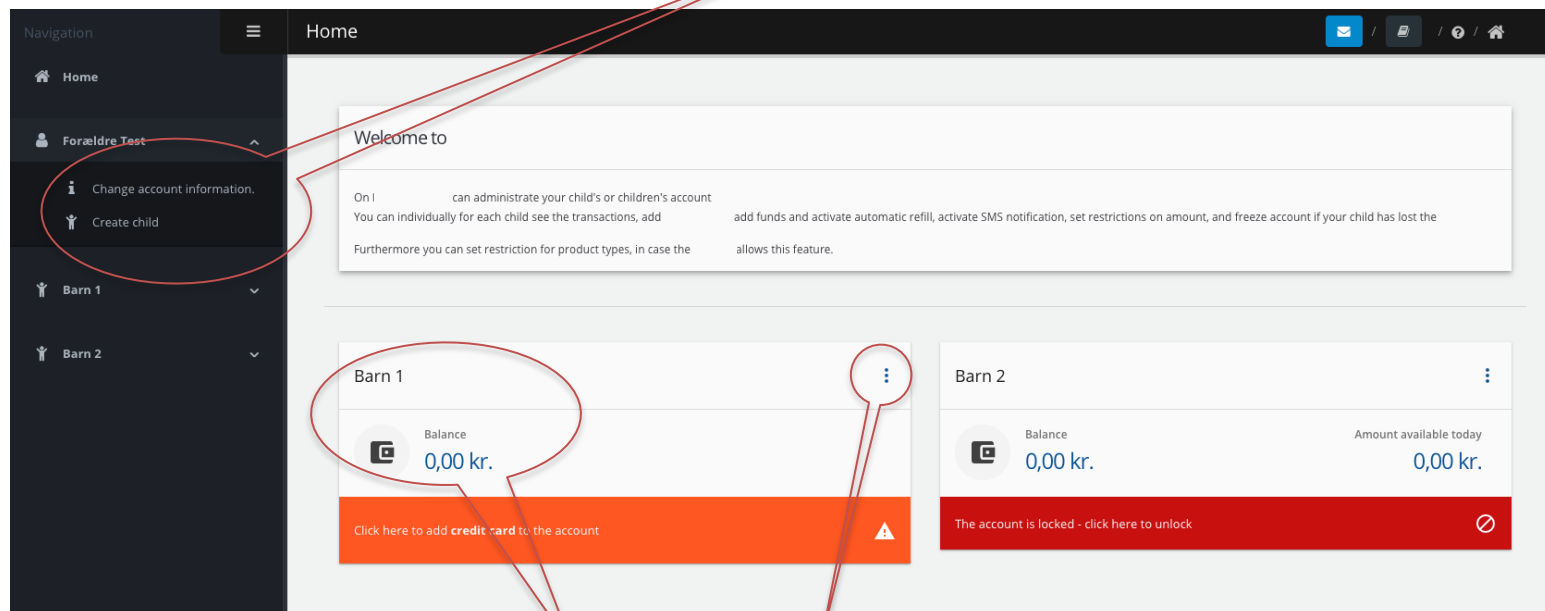 Navigation
Home
/ / /
Home
Forældre Test
Change account information.
Create child
Barn 1
Barn 2
Welcome to
On l can administrate your child's or children's account
You can individually for each child see the transactions, add add funds and activate automatic refill, activate SMS notification, set restrictions on amount, and freeze account if your child has lost the
Furthermore you can set restriction for product types, in case the allows this feature.
Barn 1
Balance
0,00 kr.
Click here to add credit card to the account
Barn 2
Balance
0,00 kr.
Amount available today
0,00 kr.
The account is locked - click here to unlock